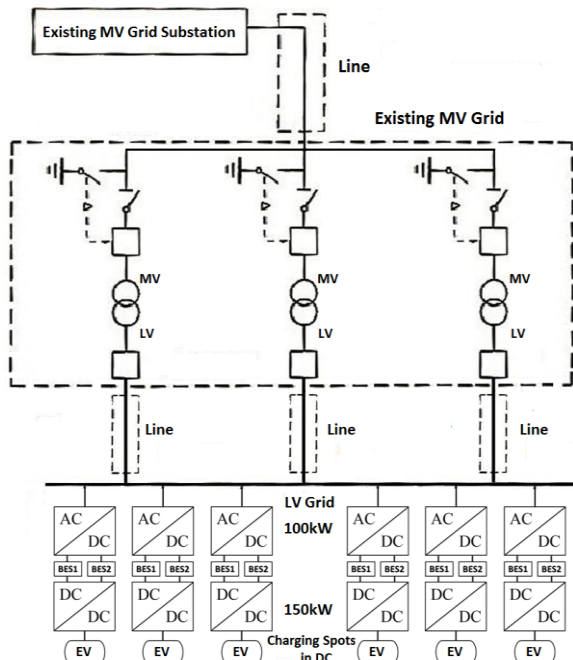 Existing MV Grid Substation
Line
Existing MV Grid
MV MV MV
LV LV LV
Line Line Line
LV Grid
AC AC AC 100kW AC AC AC
DC DC DC DC DC DC
BES1 BES2 BES1 BES2 BES1 BES2 BES1 BES2 BES1 BES2 BES1 BES2
DC DC DC 150kW DC DC DC
DC DC DC DC DC DC
EV EV EV Charging Spots EV EV EV
in DC